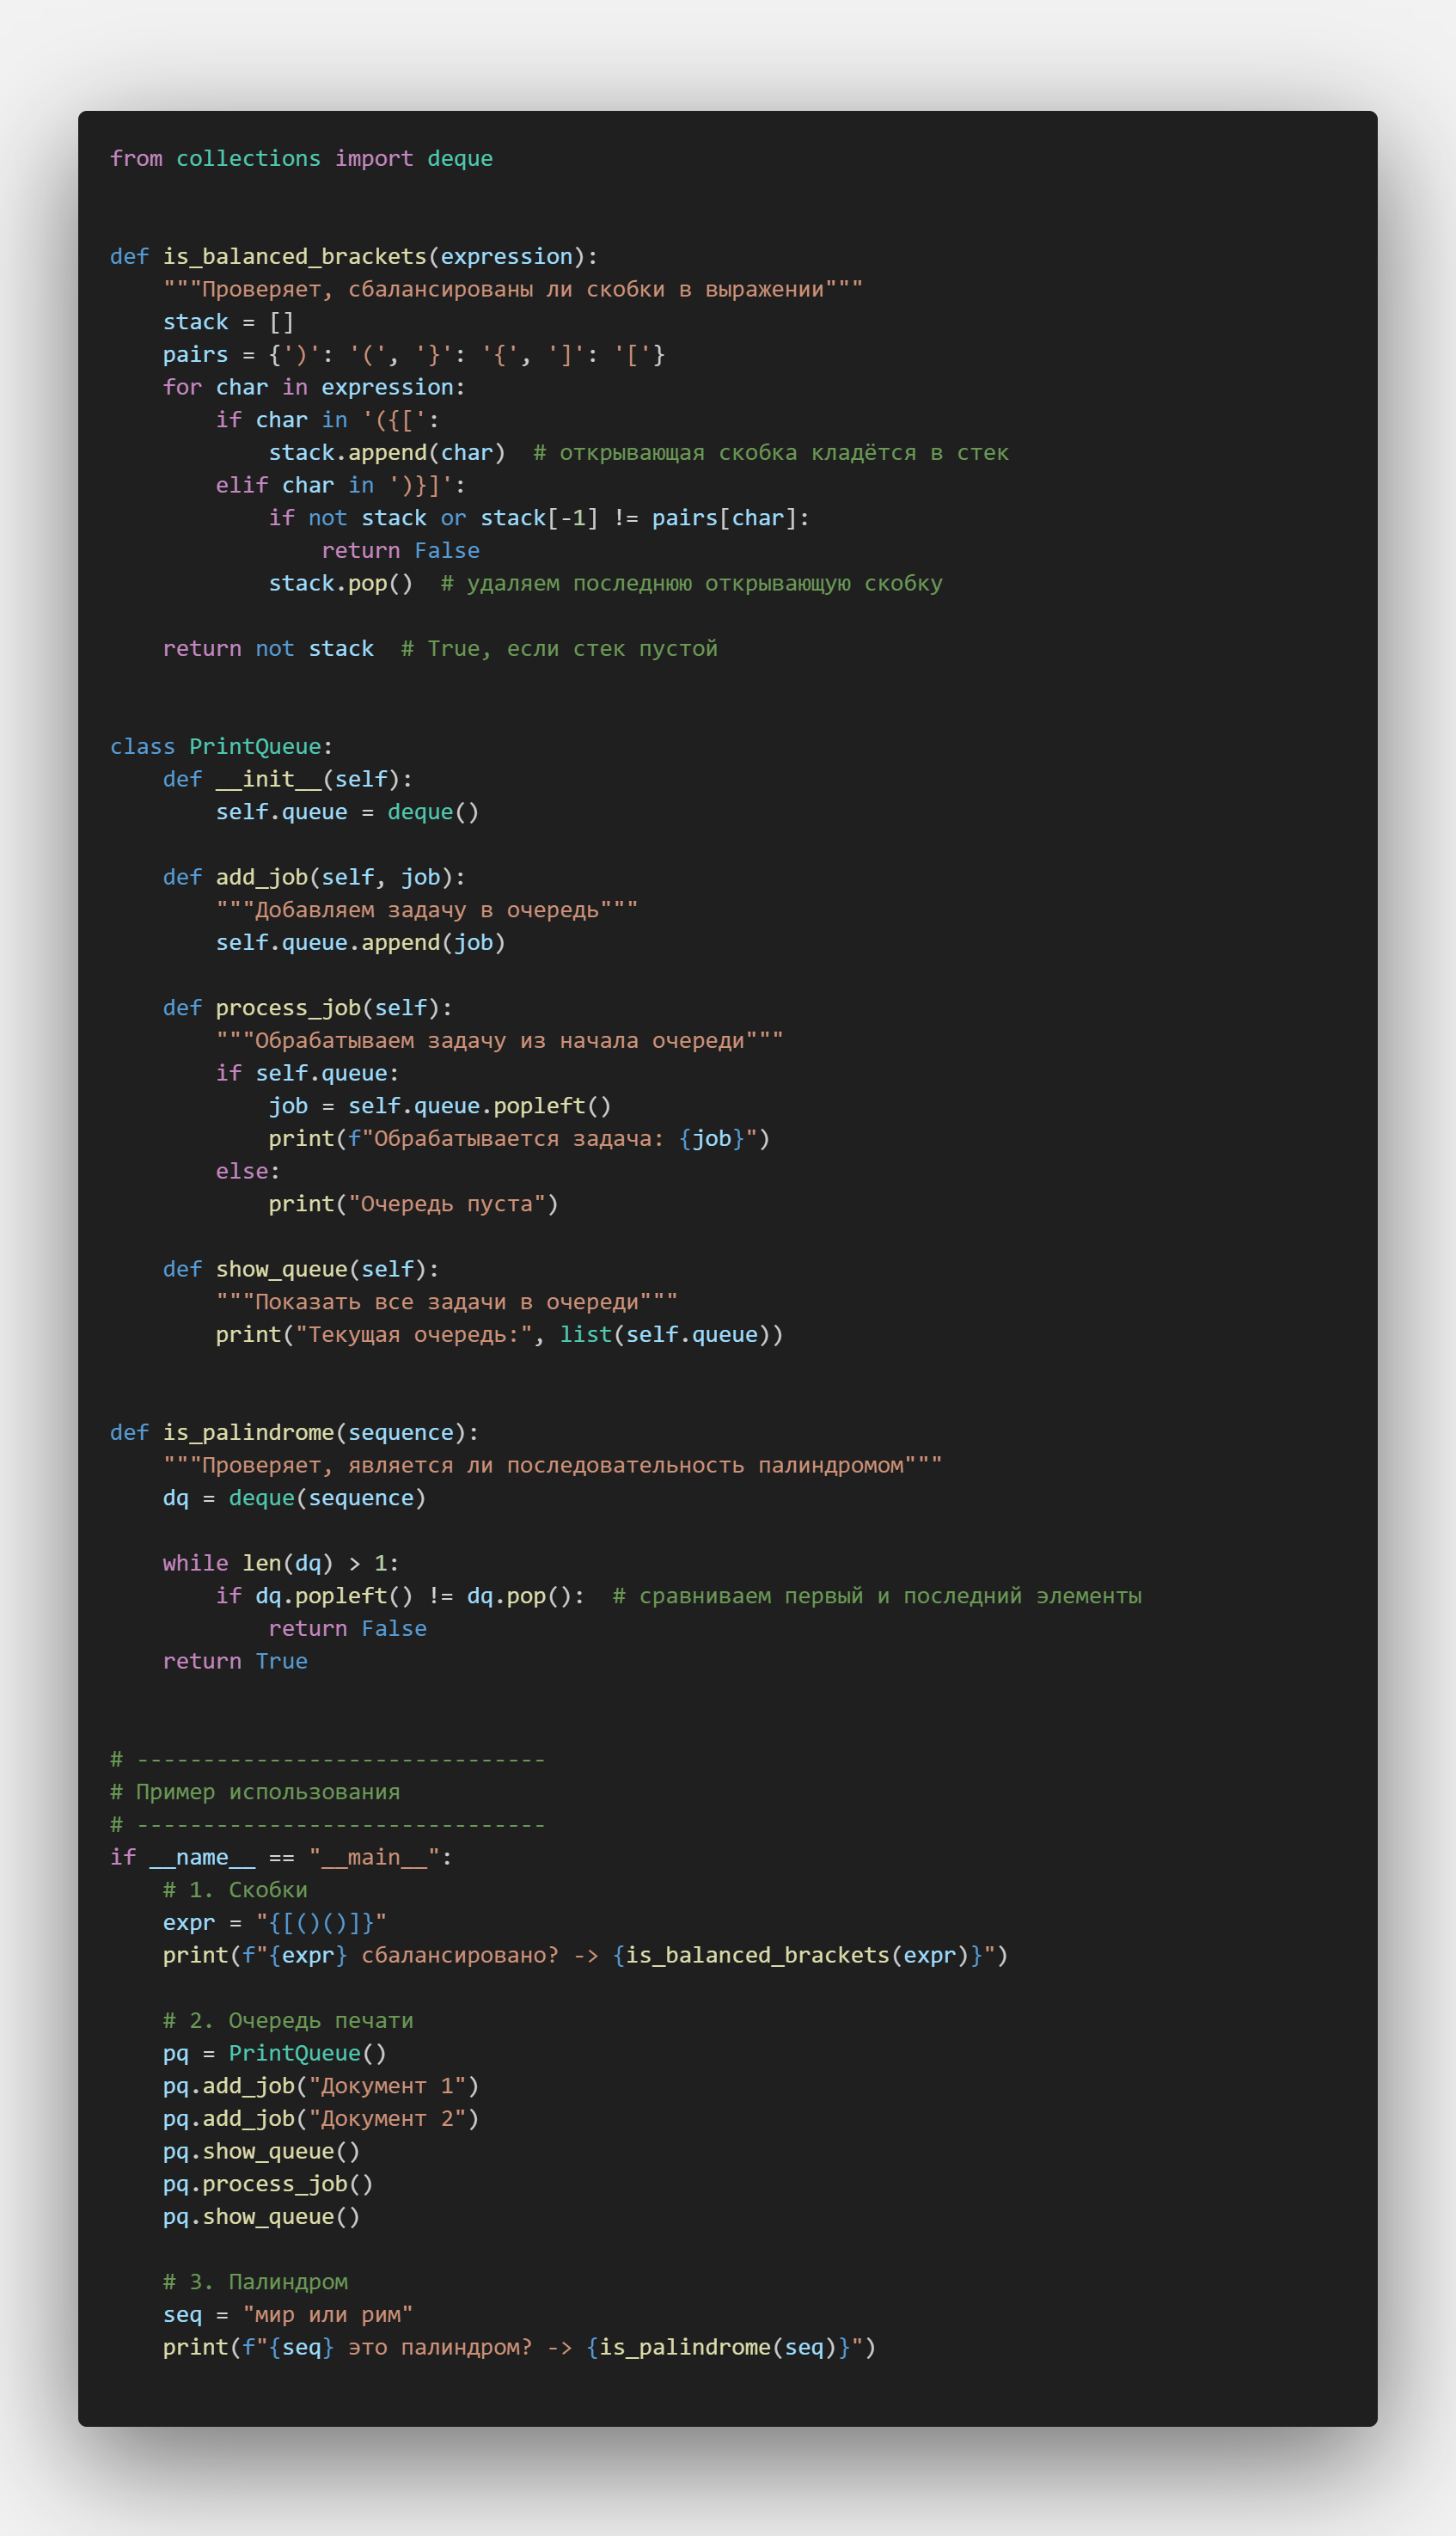 from collections import deque


def is_balanced_brackets(expression):
    """Проверяет, сбалансированы ли скобки в выражении"""
    stack = []
    pairs = {')': '(', '}': '{', ']': '['}
    for char in expression:
        if char in '({[':
            stack.append(char)  # открывающая скобка кладётся в стек
        elif char in ')}]':
            if not stack or stack[-1] != pairs[char]:
                return False
            stack.pop()  # удаляем последнюю открывающую скобку

    return not stack  # True, если стек пустой


class PrintQueue:
    def __init__(self):
        self.queue = deque()

    def add_job(self, job):
        """Добавляем задачу в очередь"""
        self.queue.append(job)

    def process_job(self):
        """Обрабатываем задачу из начала очереди"""
        if self.queue:
            job = self.queue.popleft()
            print(f"Обрабатывается задача: {job}")
        else:
            print("Очередь пуста")

    def show_queue(self):
        """Показать все задачи в очереди"""
        print("Текущая очередь:", list(self.queue))


def is_palindrome(sequence):
    """Проверяет, является ли последовательность палиндромом"""
    dq = deque(sequence)

    while len(dq) > 1:
        if dq.popleft() != dq.pop():  # сравниваем первый и последний элементы
            return False
    return True


# -------------------------------
# Пример использования
# -------------------------------
if __name__ == "__main__":
    # 1. Скобки
    expr = "{[()()]}"
    print(f"{expr} сбалансировано? -> {is_balanced_brackets(expr)}")

    # 2. Очередь печати
    pq = PrintQueue()
    pq.add_job("Документ 1")
    pq.add_job("Документ 2")
    pq.show_queue()
    pq.process_job()
    pq.show_queue()

    # 3. Палиндром
    seq = "мир или рим"
    print(f"{seq} это палиндром? -> {is_palindrome(seq)}")